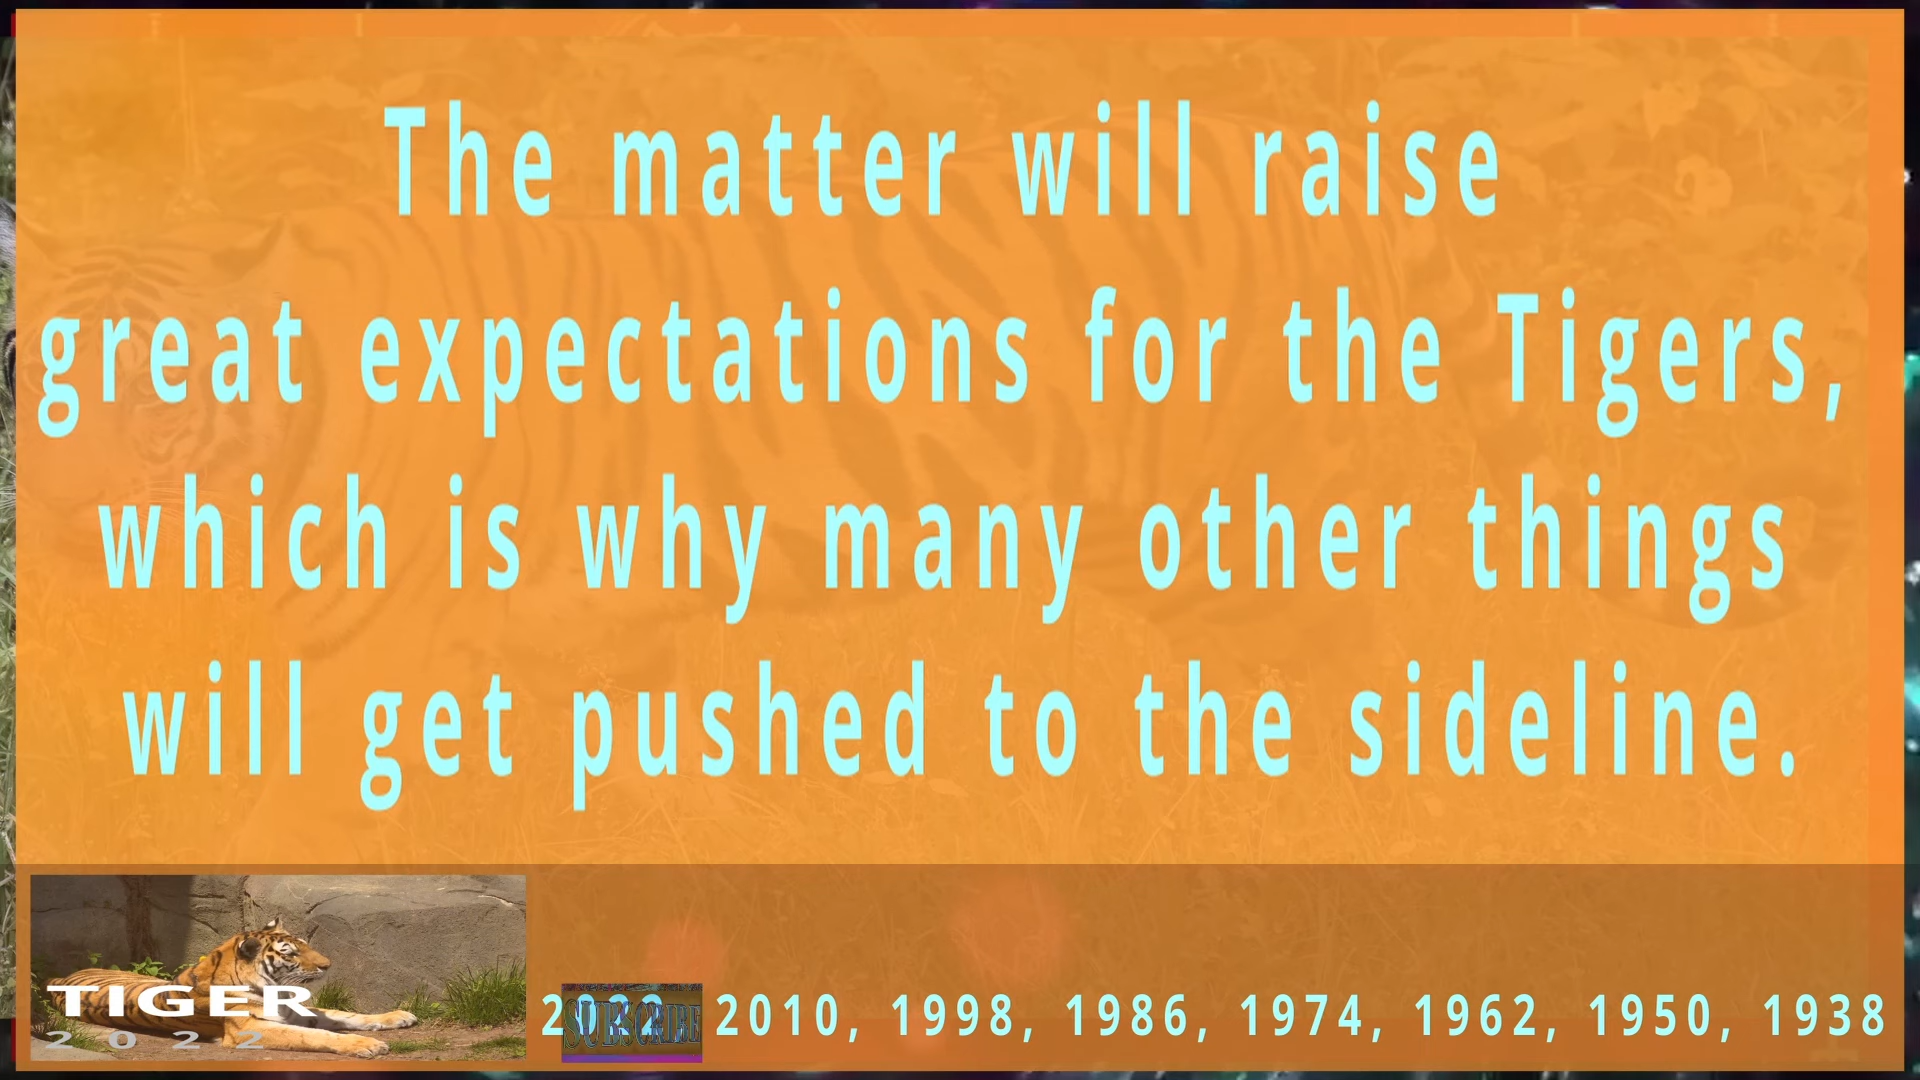 The matter will raise
great expectations for the Tigers,
which is why many other things
will get pushed to the sideline.
TIGER
2022
2022, 2010, 1998, 1986, 1974, 1962, 1950, 1938
SUBSCRIBE